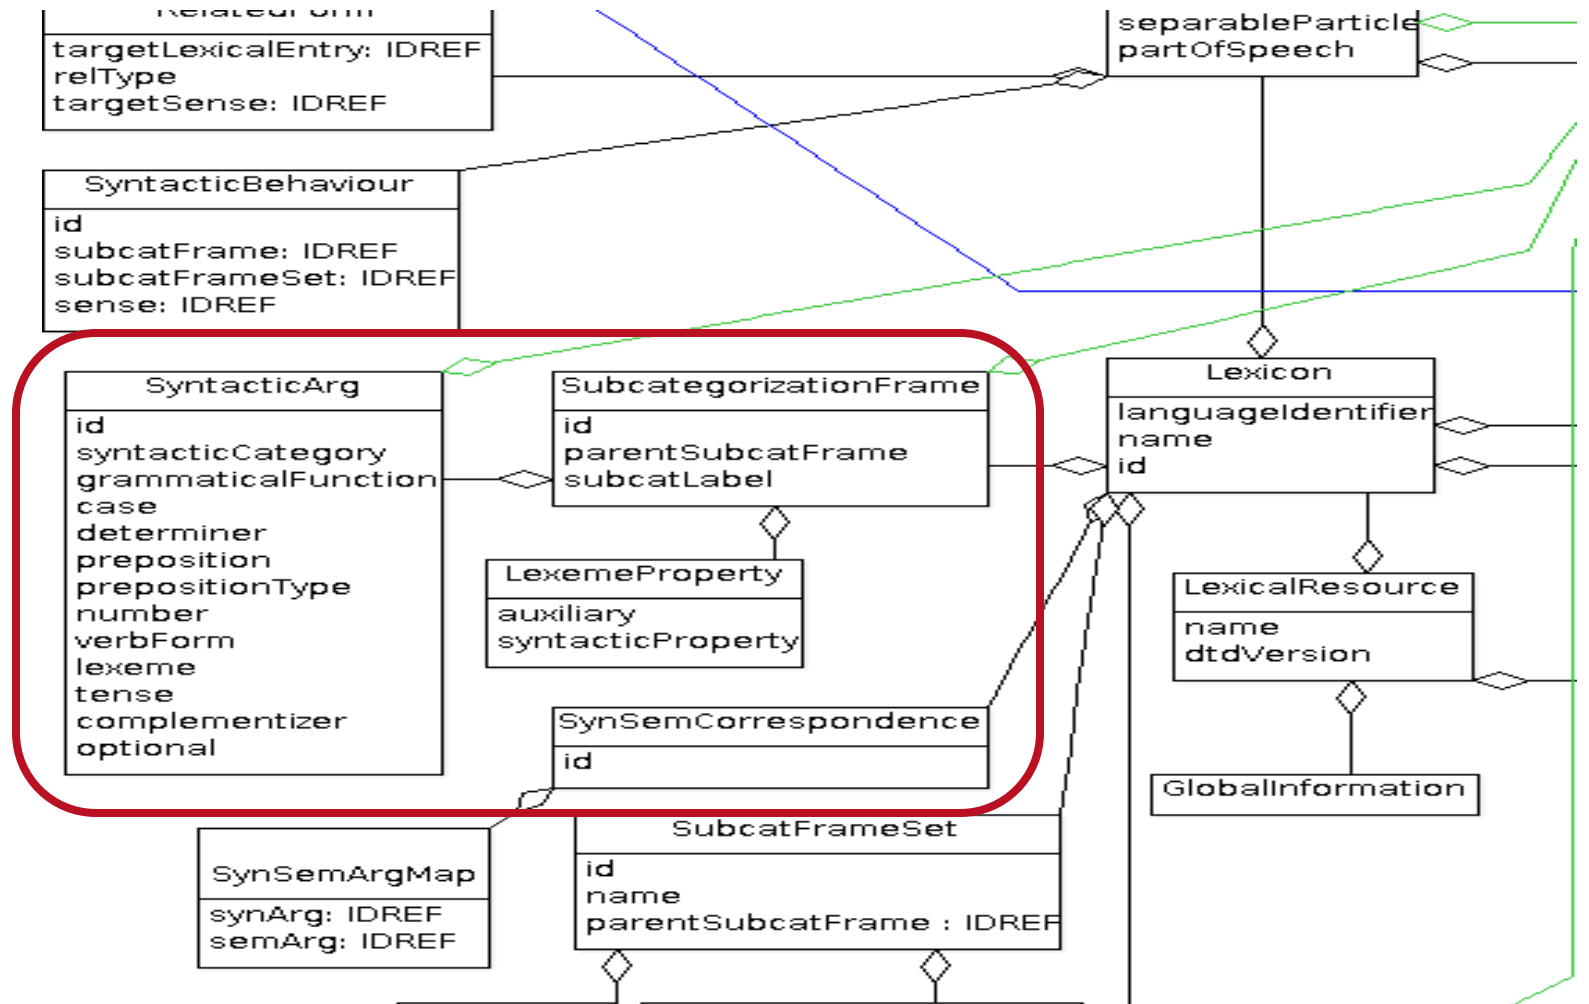 RelatedForm
targetLexicalEntry: IDREF
relType
targetSense: IDREF
separableParticle
partOfSpeech
SyntacticBehaviour
id
subcatFrame: IDREF
subcatFrameSet: IDREF
sense: IDREF
SyntacticArg
id
syntacticCategory
grammaticalFunction
case
determiner
preposition
prepositionType
number
verbForm
lexeme
tense
complementizer
optional
SubcategorizationFrame
id
parentSubcatFrame
subcatLabel
LexemeProperty
auxiliary
syntacticProperty
SynSemCorrespondence
id
Lexicon
languageIdentifier
name
id
LexicalResource
name
dtdVersion
GlobalInformation
SynSemArgMap
synArg: IDREF
semArg: IDREF
SubcatFrameSet
id
name
parentSubcatFrame : IDREF